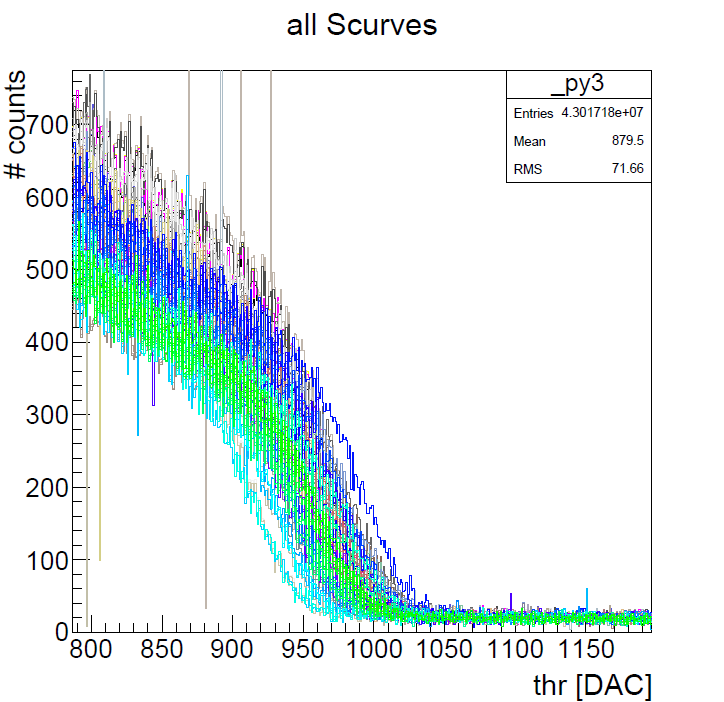 all Scurves
# counts
_py3
Entries 4.301718e+07
Mean 879.5
RMS 71.66
700
600
500
400
300
200
100
0
800 850 900 950 1000 1050 1100 1150
thr [DAC]